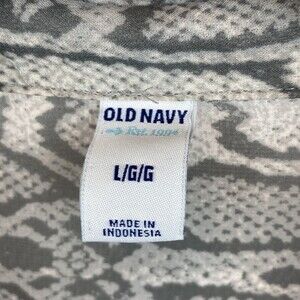 OLD NAVY
Est. 1994
L/G/G
MADE IN
INDONESIA